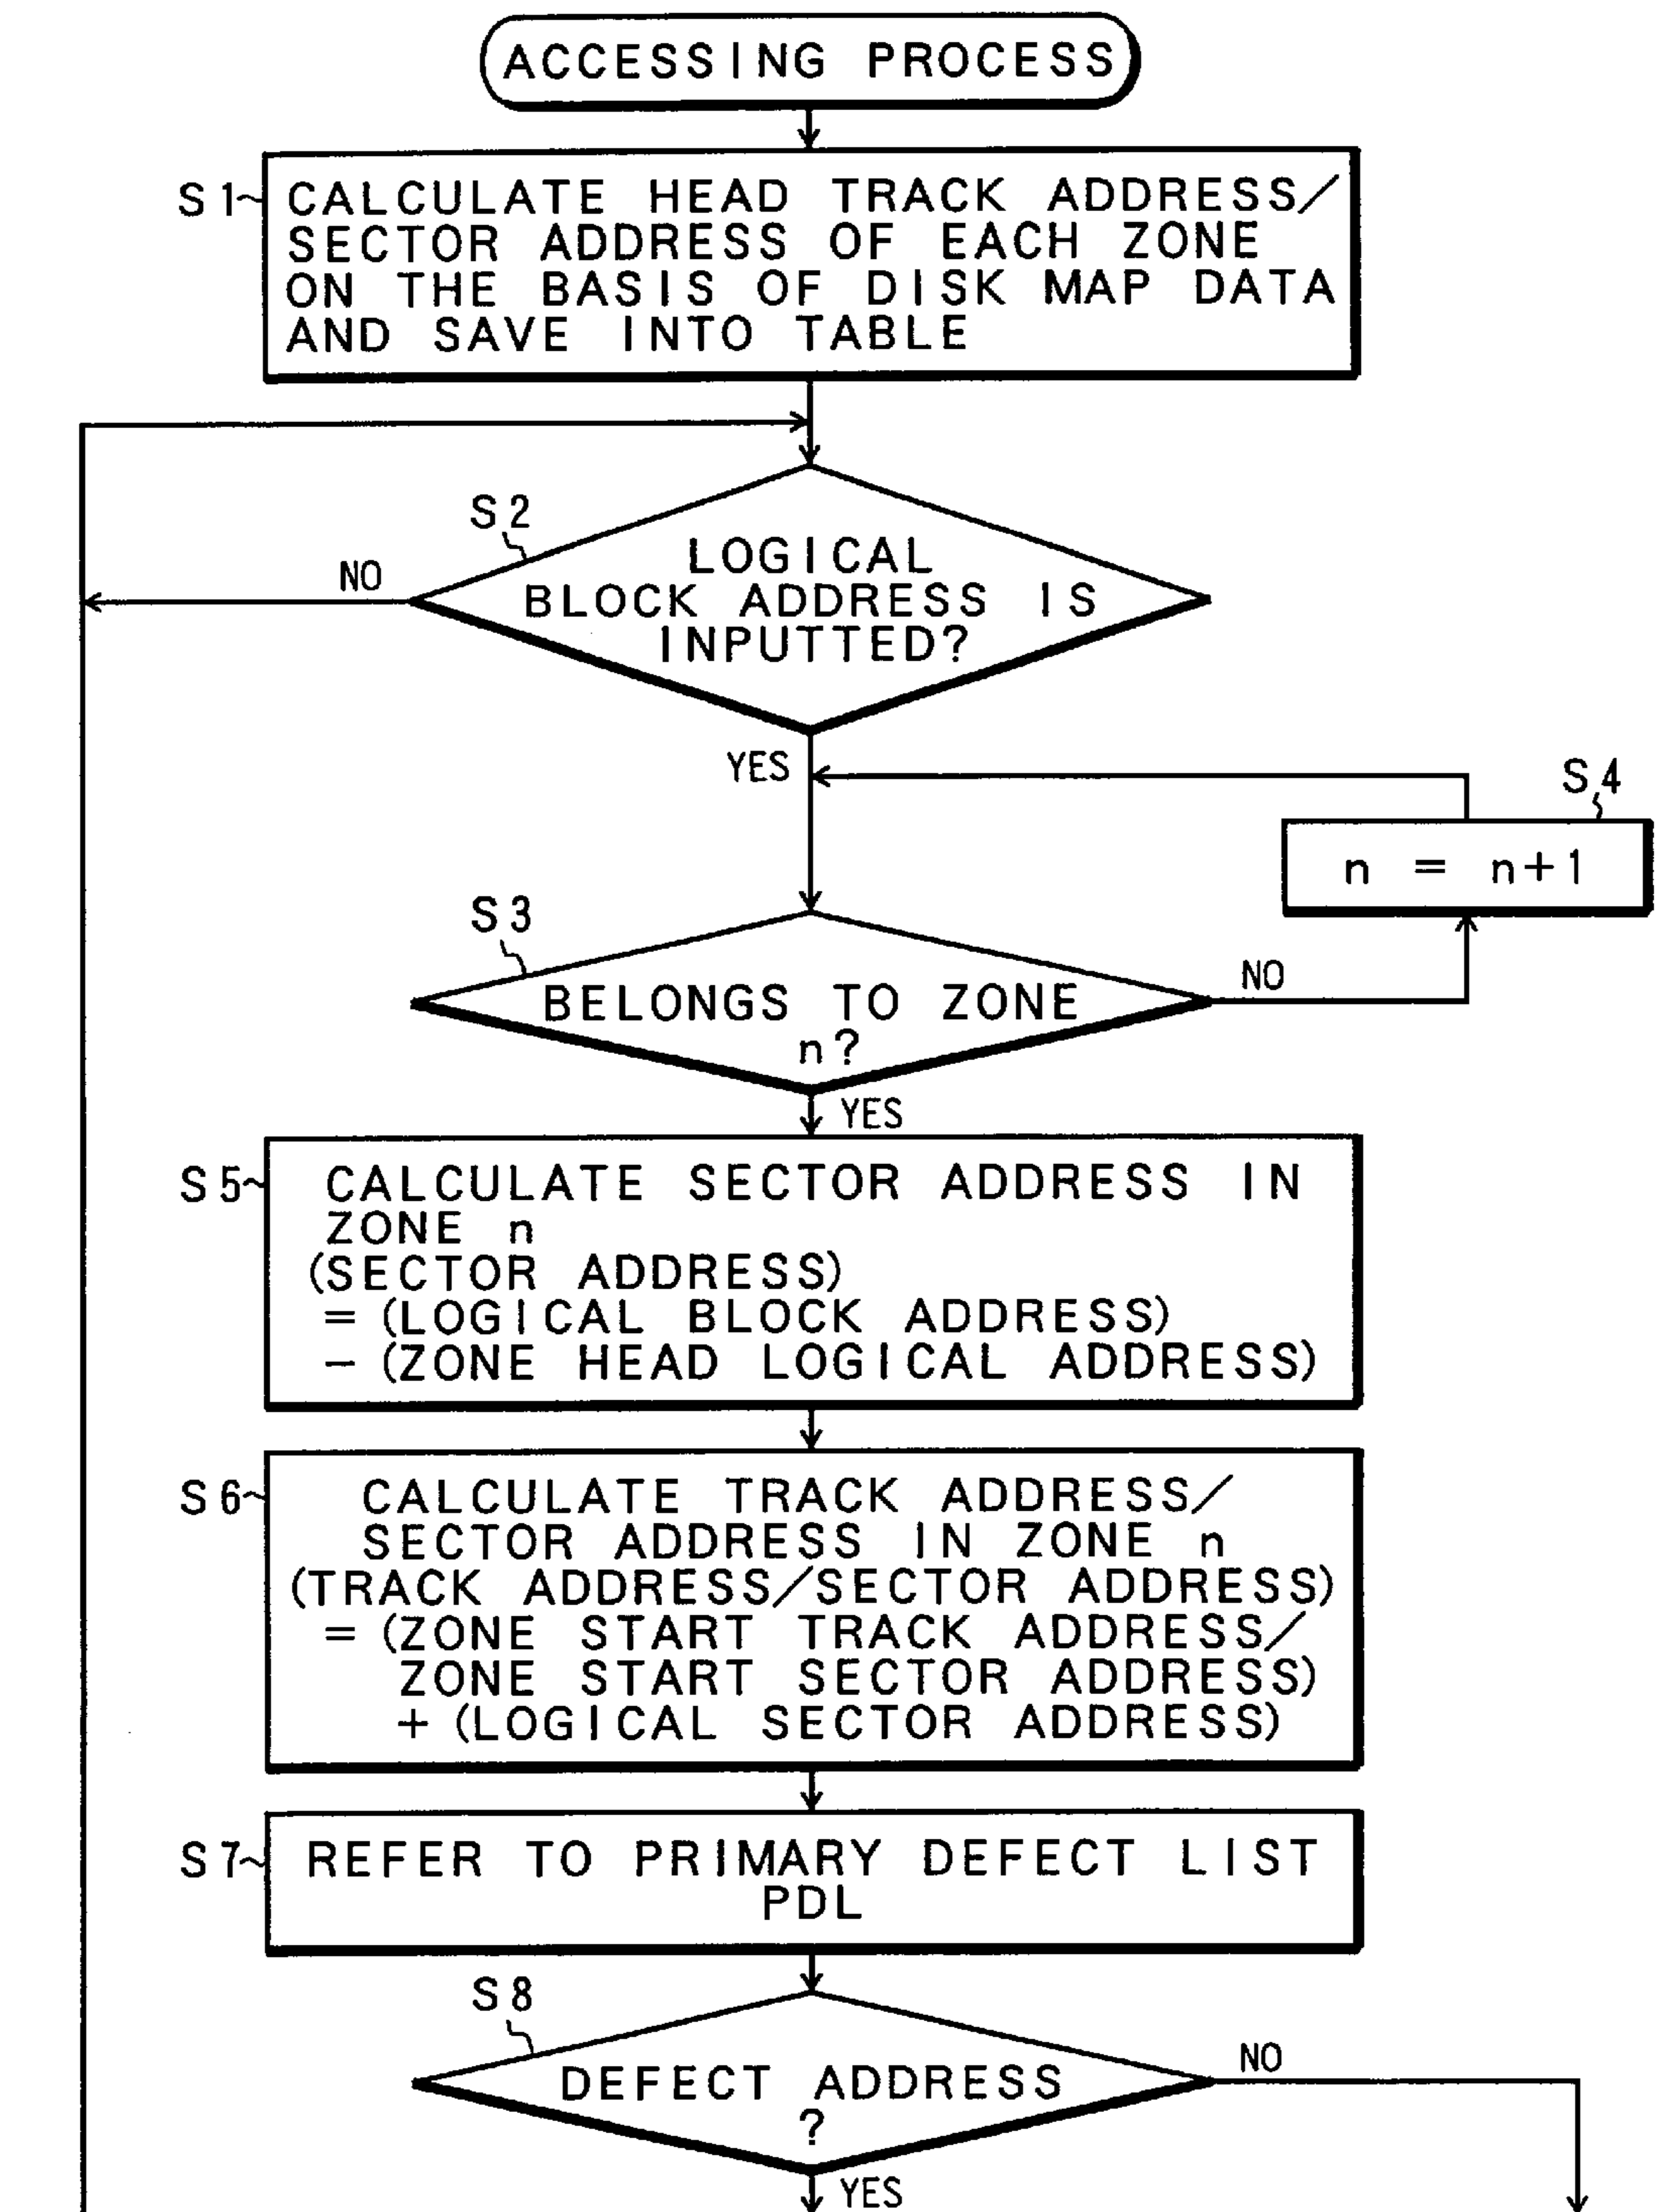 ACCESSING PROCESS
S1
CALCULATE HEAD TRACK ADDRESS/
SECTOR ADDRESS OF EACH ZONE
ON THE BASIS OF DISK MAP DATA
AND SAVE INTO TABLE
S2
LOGICAL
BLOCK ADDRESS IS
INPUTTED?
NO
YES
S4
n = n+1
S3
BELONGS TO ZONE
n?
NO
YES
S5
CALCULATE SECTOR ADDRESS IN
ZONE n
(SECTOR ADDRESS)
= (LOGICAL BLOCK ADDRESS)
− (ZONE HEAD LOGICAL ADDRESS)
S6
CALCULATE TRACK ADDRESS/
SECTOR ADDRESS IN ZONE n
(TRACK ADDRESS/SECTOR ADDRESS)
= (ZONE START TRACK ADDRESS/
ZONE START SECTOR ADDRESS)
+ (LOGICAL SECTOR ADDRESS)
S7
REFER TO PRIMARY DEFECT LIST
PDL
S8
DEFECT ADDRESS
?
NO
YES